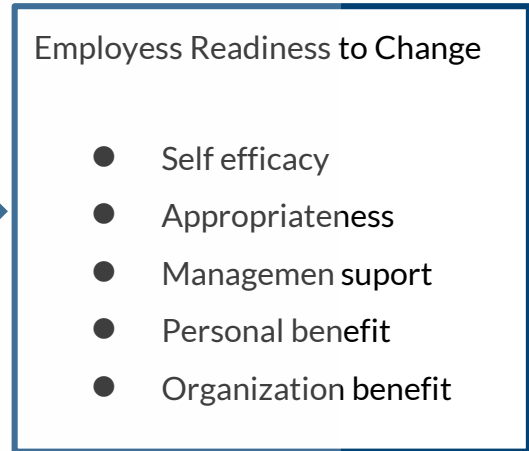 Employess Readiness to Change
● Self efficacy
● Appropriateness
● Managemen suport
● Personal benefit
● Organization benefit